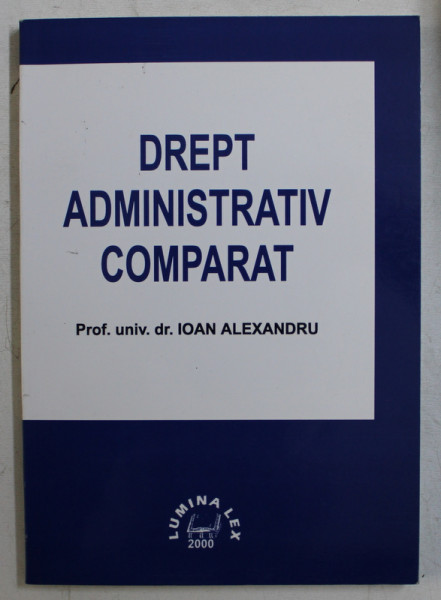 DREPT
ADMINISTRATIV
COMPARAT
Prof. univ. dr. IOAN ALEXANDRU
LUMINA LEX
2000